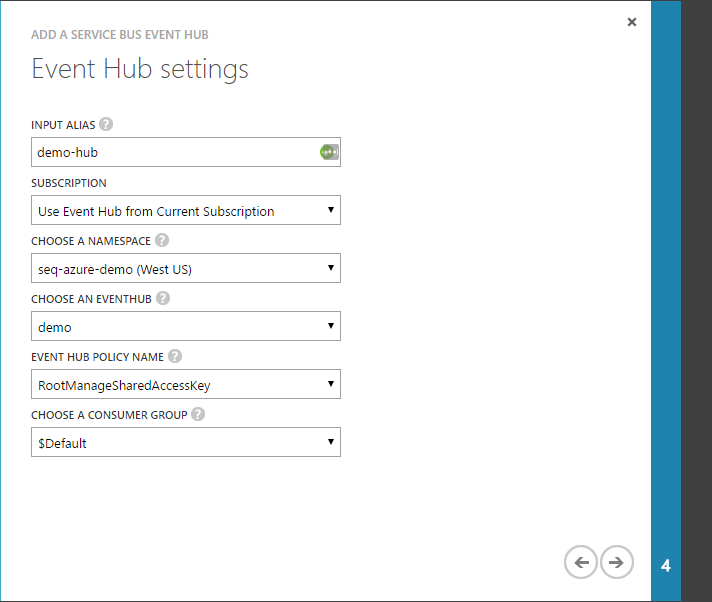 ADD A SERVICE BUS EVENT HUB
Event Hub settings
INPUT ALIAS ?
demo-hub
SUBSCRIPTION
Use Event Hub from Current Subscription
CHOOSE A NAMESPACE ?
seq-azure-demo (West US)
CHOOSE AN EVENTHUB ?
demo
EVENT HUB POLICY NAME ?
RootManageSharedAccessKey
CHOOSE A CONSUMER GROUP ?
$Default
4